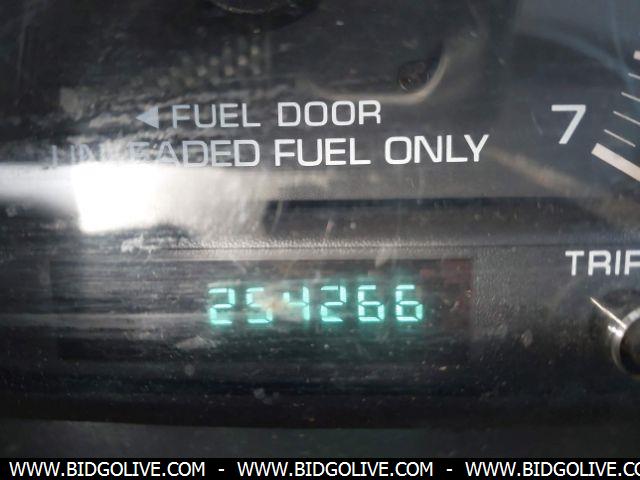 ◄ FUEL DOOR
UNLEADED FUEL ONLY
7
TRIP
254266
WWW.BIDGOLIVE.COM - WWW.BIDGOLIVE.COM - WWW.BIDGOLIVE.COM